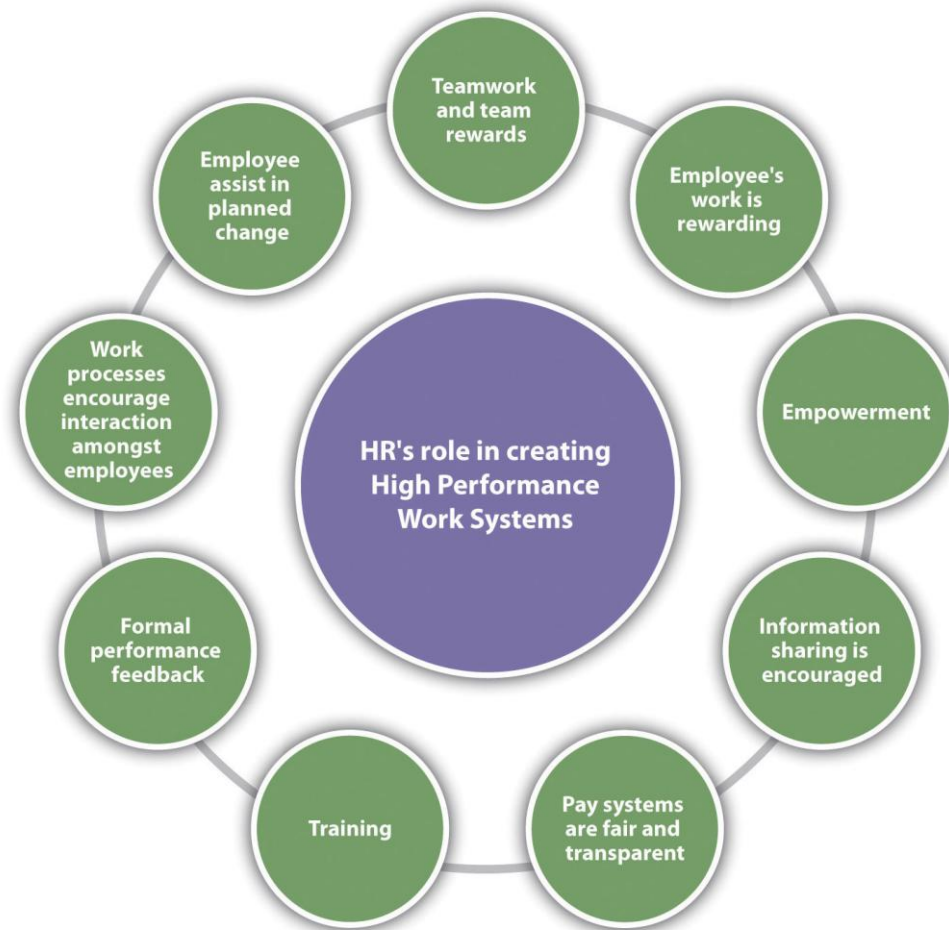 Teamwork
and team
rewards
Employee's
work is
rewarding
Empowerment
Information
sharing is
encouraged
Pay systems
are fair and
transparent
Training
Formal
performance
feedback
Work
processes
encourage
interaction
amongst
employees
Employee
assist in
planned
change
HR's role in creating
High Performance
Work Systems